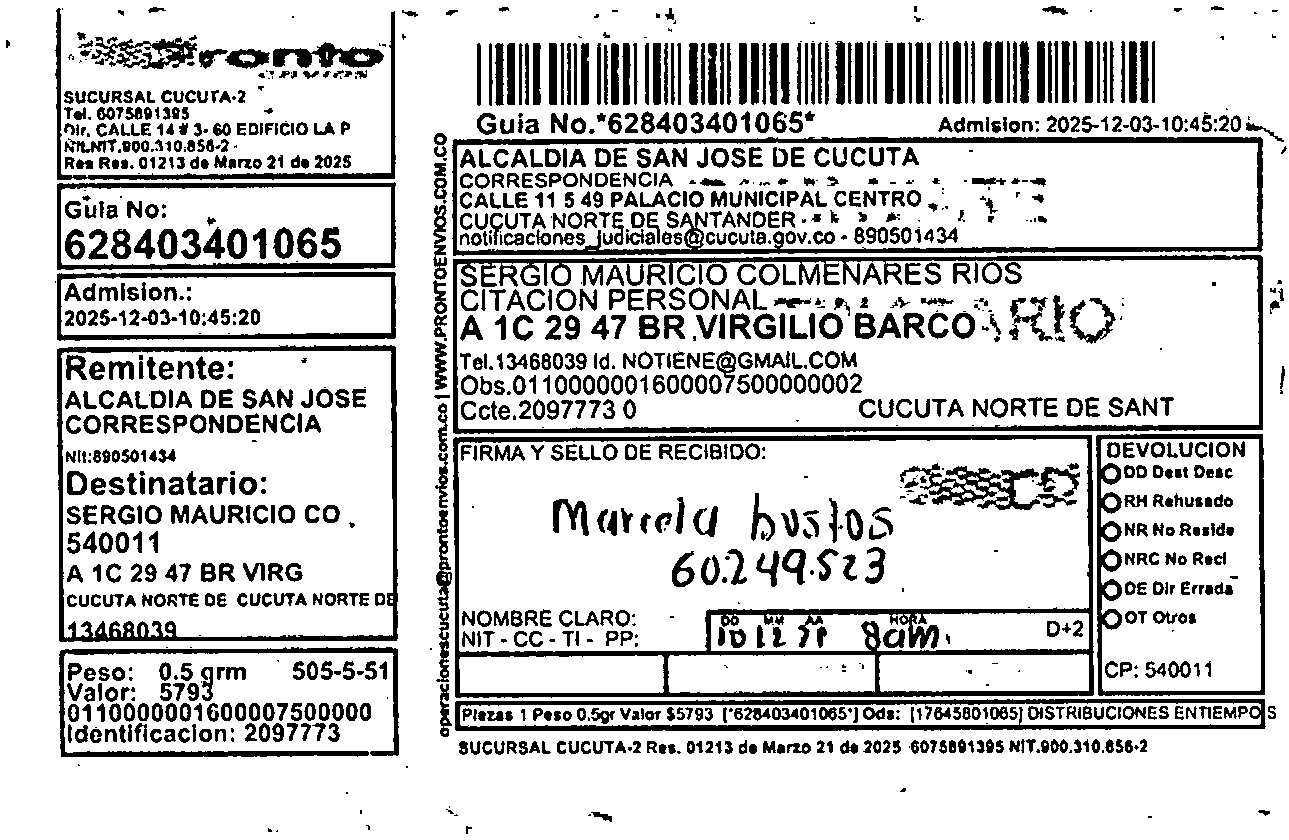 ronto
SUCURSAL CUCUTA-2
Tel. 6075891395
Dir. CALLE 14 # 3- 60 EDIFICIO LA P
NIt.NIT.900.310.856-2 -
Res Res. 01213 de Marzo 21 de 2025
Guia No:
628403401065
Admision.:
2025-12-03-10:45:20
Remitente:
ALCALDIA DE SAN JOSE
CORRESPONDENCIA
Nit:890501434
Destinatario:
SERGIO MAURICIO CO
540011
A 1C 29 47 BR VIRG
CUCUTA NORTE DE CUCUTA NORTE DE
13468039
Peso: 0.5 grm 505-5-51
Valor: 5793
0110000001600007500000
Identificacion: 2097773
operacionescucuta@prontoenvios.com.co | WWW.PRONTOENVIOS.COM.CO
Guia No.*628403401065*
Admision: 2025-12-03-10:45:20
ALCALDIA DE SAN JOSE DE CUCUTA
CORRESPONDENCIA
CALLE 11 5 49 PALACIO MUNICIPAL CENTRO
CUCUTA NORTE DE SANTANDER
notificaciones_judiciales@cucuta.gov.co - 890501434
SERGIO MAURICIO COLMENARES RIOS
CITACION PERSONAL
A 1C 29 47 BR VIRGILIO BARCO
Tel.13468039 Id. NOTIENE@GMAIL.COM
Obs.0110000001600007500000002
Ccte.2097773 0 CUCUTA NORTE DE SANT
FIRMA Y SELLO DE RECIBIDO:
Marcela bustos
60.249.523
NOMBRE CLARO:
NIT - CC - TI - PP:
DD MM AA HORA
10 12 8am. D+2
DEVOLUCION
DD Dest Desc
RH Rehusado
NR No Reside
NRC No Recl
DE Dir Errada
OT Otros
CP: 540011
Piezas 1 Peso 0.5gr Valor $5793 [*628403401065*] Ods: [17645801065] DISTRIBUCIONES ENTIEMPO S
SUCURSAL CUCUTA-2 Res. 01213 de Marzo 21 de 2025 6075891395 NIT.900.310.856-2